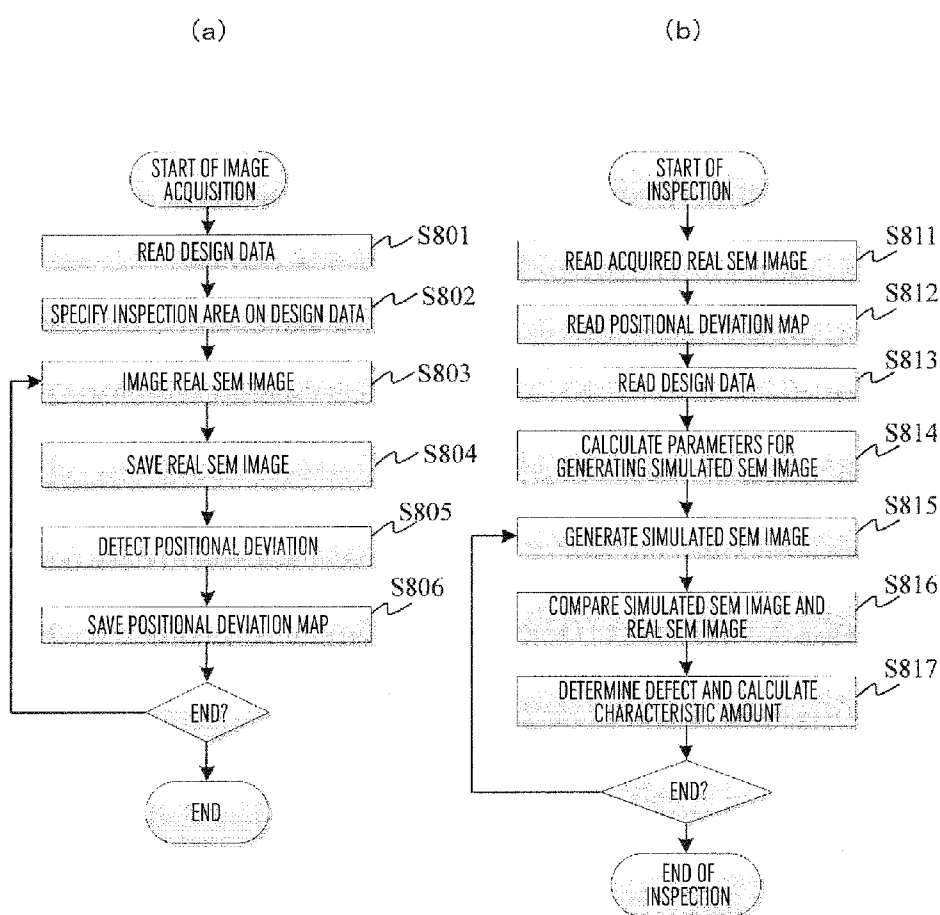 (a)
START OF IMAGE
ACQUISITION
READ DESIGN DATA
S801
SPECIFY INSPECTION AREA ON DESIGN DATA
S802
IMAGE REAL SEM IMAGE
S803
SAVE REAL SEM IMAGE
S804
DETECT POSITIONAL DEVIATION
S805
SAVE POSITIONAL DEVIATION MAP
S806
END?
END
(b)
START OF
INSPECTION
READ ACQUIRED REAL SEM IMAGE
S811
READ POSITIONAL DEVIATION MAP
S812
READ DESIGN DATA
S813
CALCULATE PARAMETERS FOR
GENERATING SIMULATED SEM IMAGE
S814
GENERATE SIMULATED SEM IMAGE
S815
COMPARE SIMULATED SEM IMAGE AND
REAL SEM IMAGE
S816
DETERMINE DEFECT AND CALCULATE
CHARACTERISTIC AMOUNT
S817
END?
END OF
INSPECTION